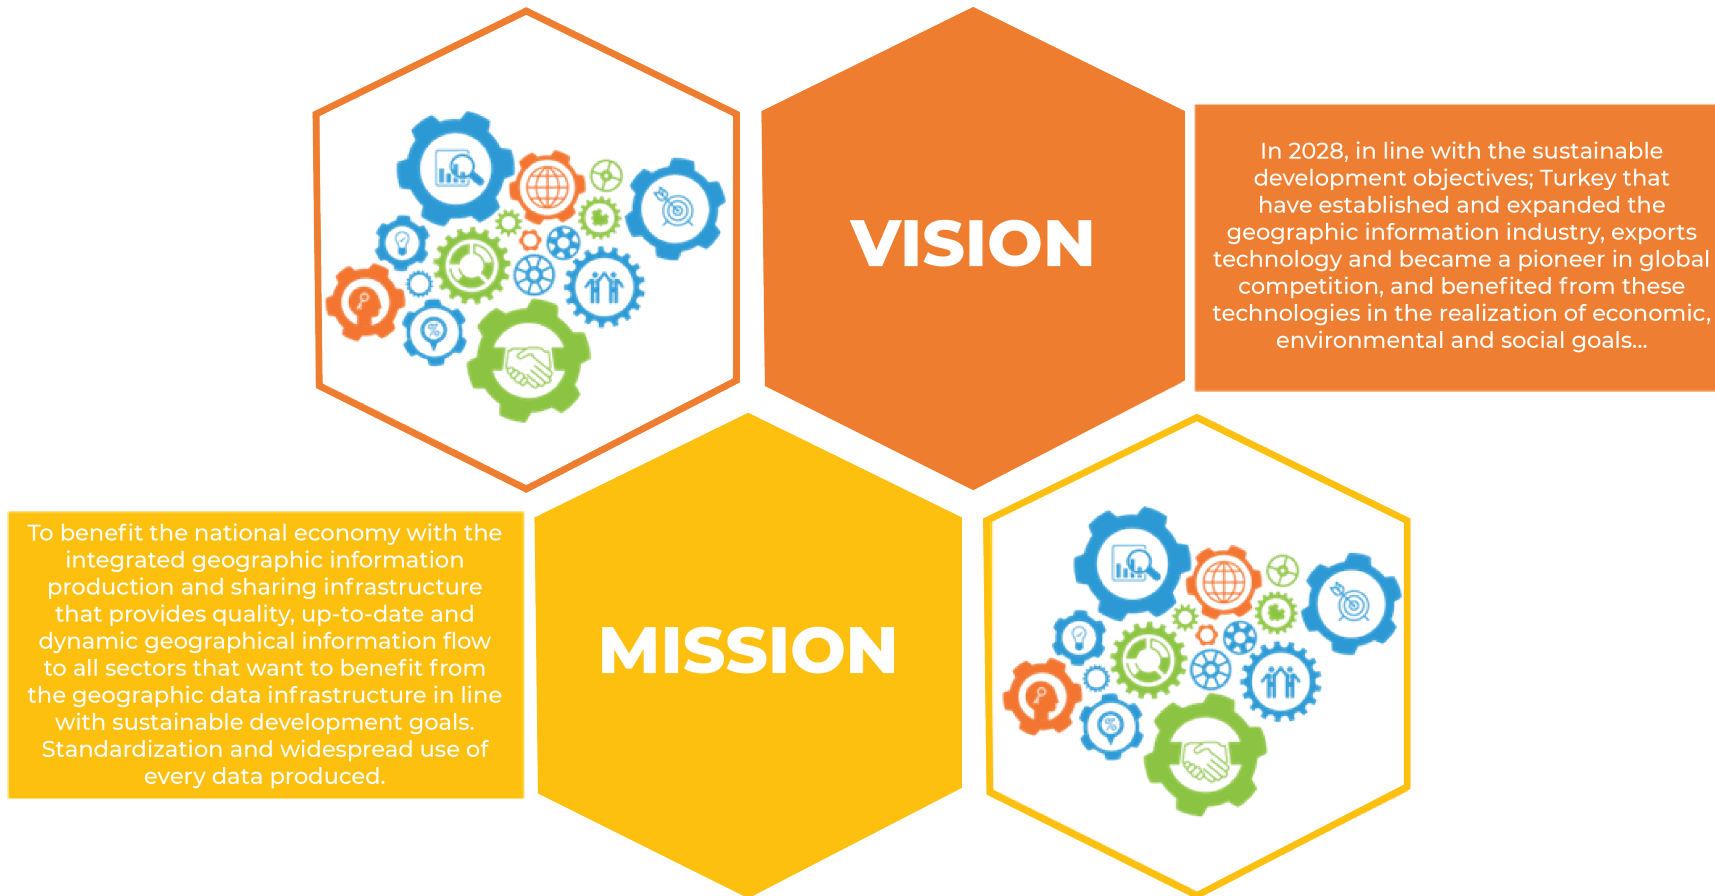 VISION
In 2028, in line with the sustainable
development objectives; Turkey that
have established and expanded the
geographic information industry, exports
technology and became a pioneer in global
competition, and benefited from these
technologies in the realization of economic,
environmental and social goals...
To benefit the national economy with the
integrated geographic information
production and sharing infrastructure
that provides quality, up-to-date and
dynamic geographical information flow
to all sectors that want to benefit from
the geographic data infrastructure in line
with sustainable development goals.
Standardization and widespread use of
every data produced.
MISSION
%
%